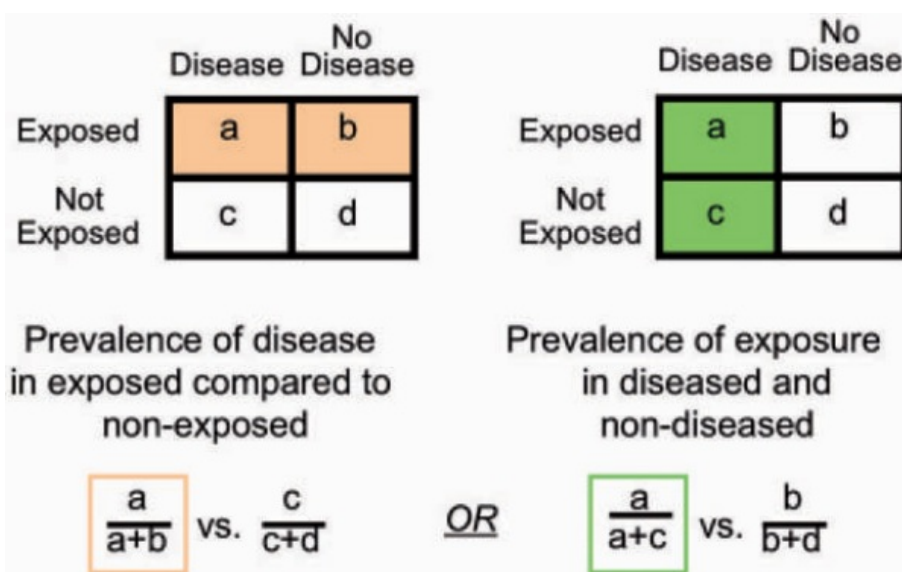 Disease No Disease
Exposed a b
Not Exposed c d
Disease No Disease
Exposed a b
Not Exposed c d
Prevalence of disease
in exposed compared to
non-exposed
a/a+b vs. c/c+d
OR
Prevalence of exposure
in diseased and
non-diseased
a/a+c vs. b/b+d